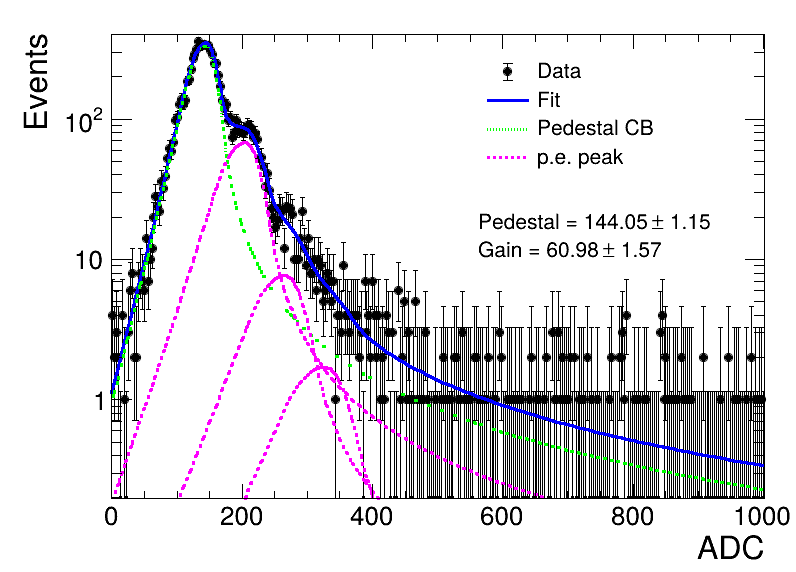 Events
10²
10
1
Data
Fit
Pedestal CB
p.e. peak
Pedestal = 144.05 ± 1.15
Gain = 60.98 ± 1.57
0 200 400 600 800 1000
ADC